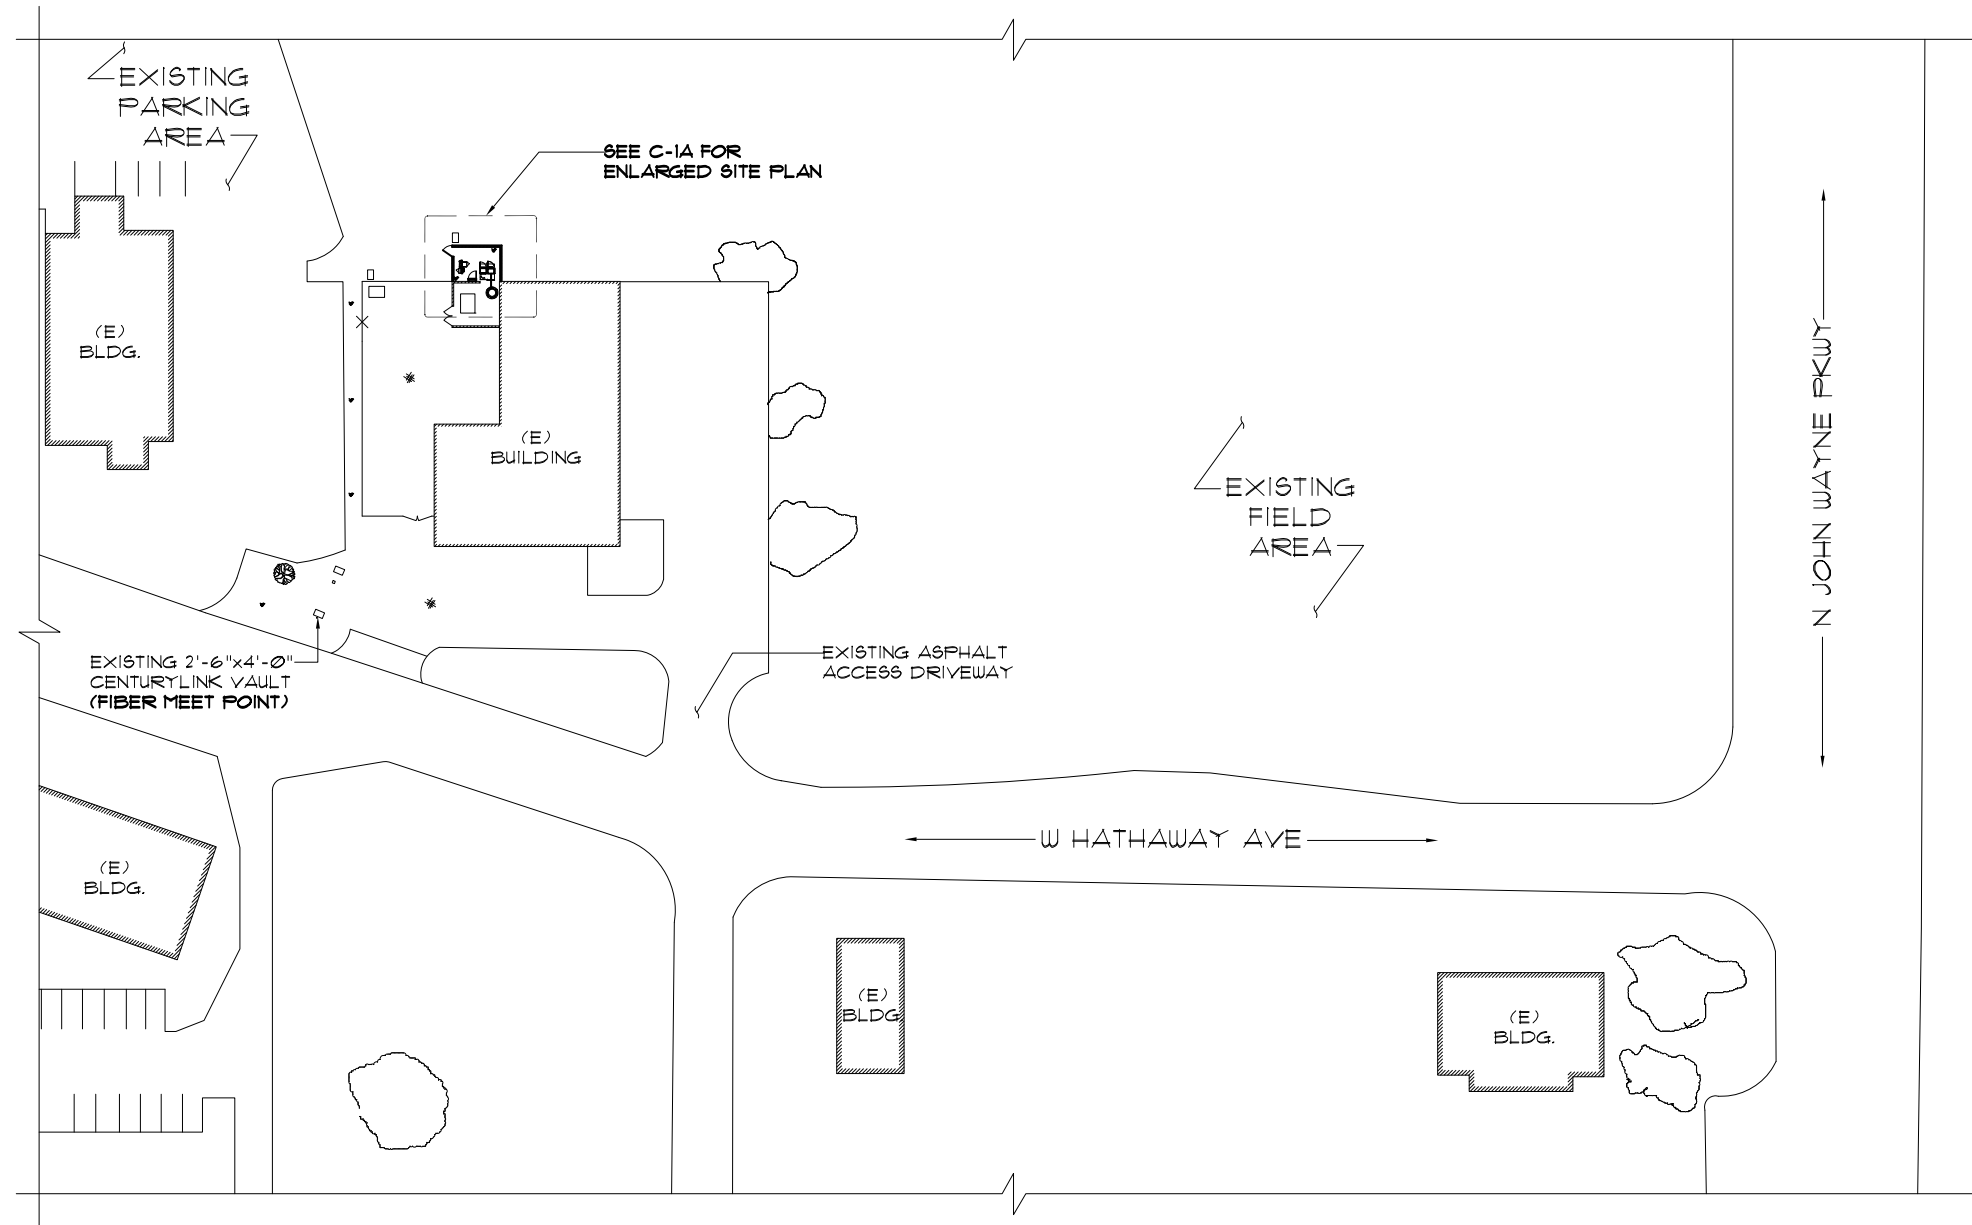 EXISTING
PARKING
AREA
SEE C-1A FOR
ENLARGED SITE PLAN
(E)
BLDG.
(E)
BUILDING
EXISTING
FIELD
AREA
N JOHN WAYNE PKWY
EXISTING 2'-6"x4'-0"
CENTURYLINK VAULT
(FIBER MEET POINT)
EXISTING ASPHALT
ACCESS DRIVEWAY
W HATHAWAY AVE
(E)
BLDG.
(E)
BLDG.
(E)
BLDG.